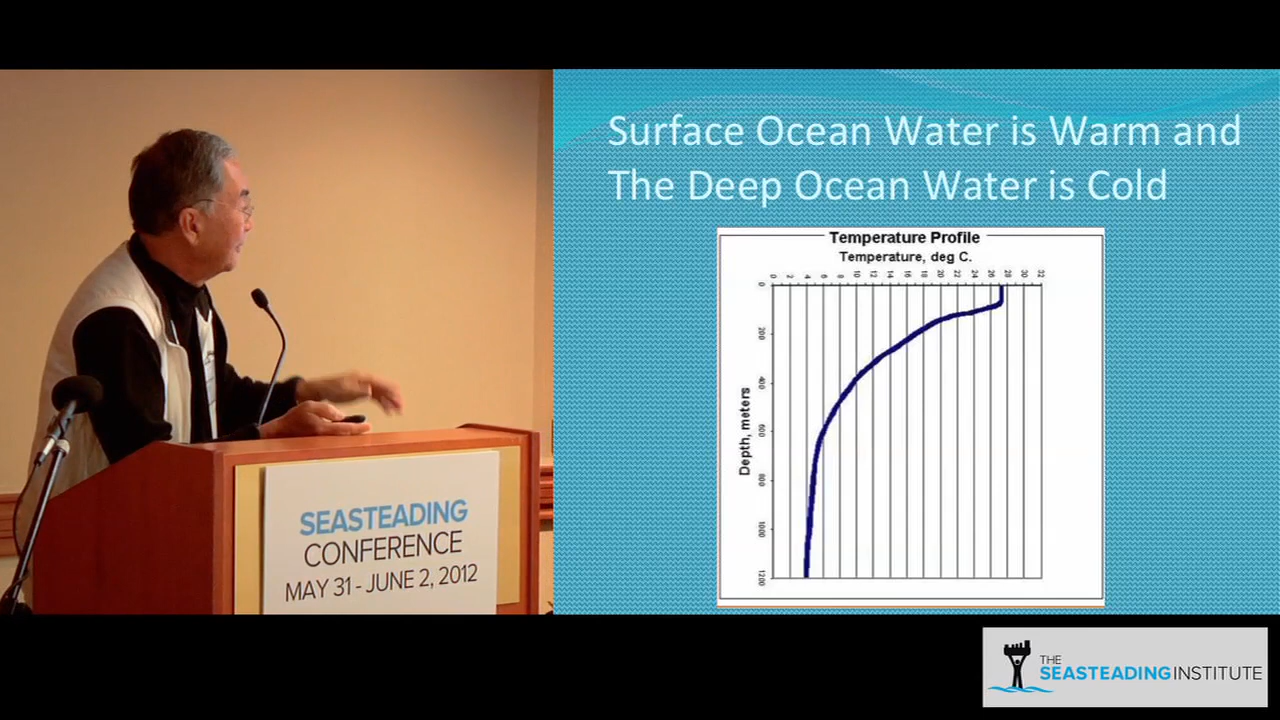 SEASTEADING
CONFERENCE
MAY 31 - JUNE 2, 2012
Surface Ocean Water is Warm and
The Deep Ocean Water is Cold
Temperature Profile
Temperature, deg C.
0 2 4 6 8 10 12 14 16 18 20 22 24 26 28 30 32
Depth, meters
0
200
400
600
800
1000
1200
THE
SEASTEADING INSTITUTE